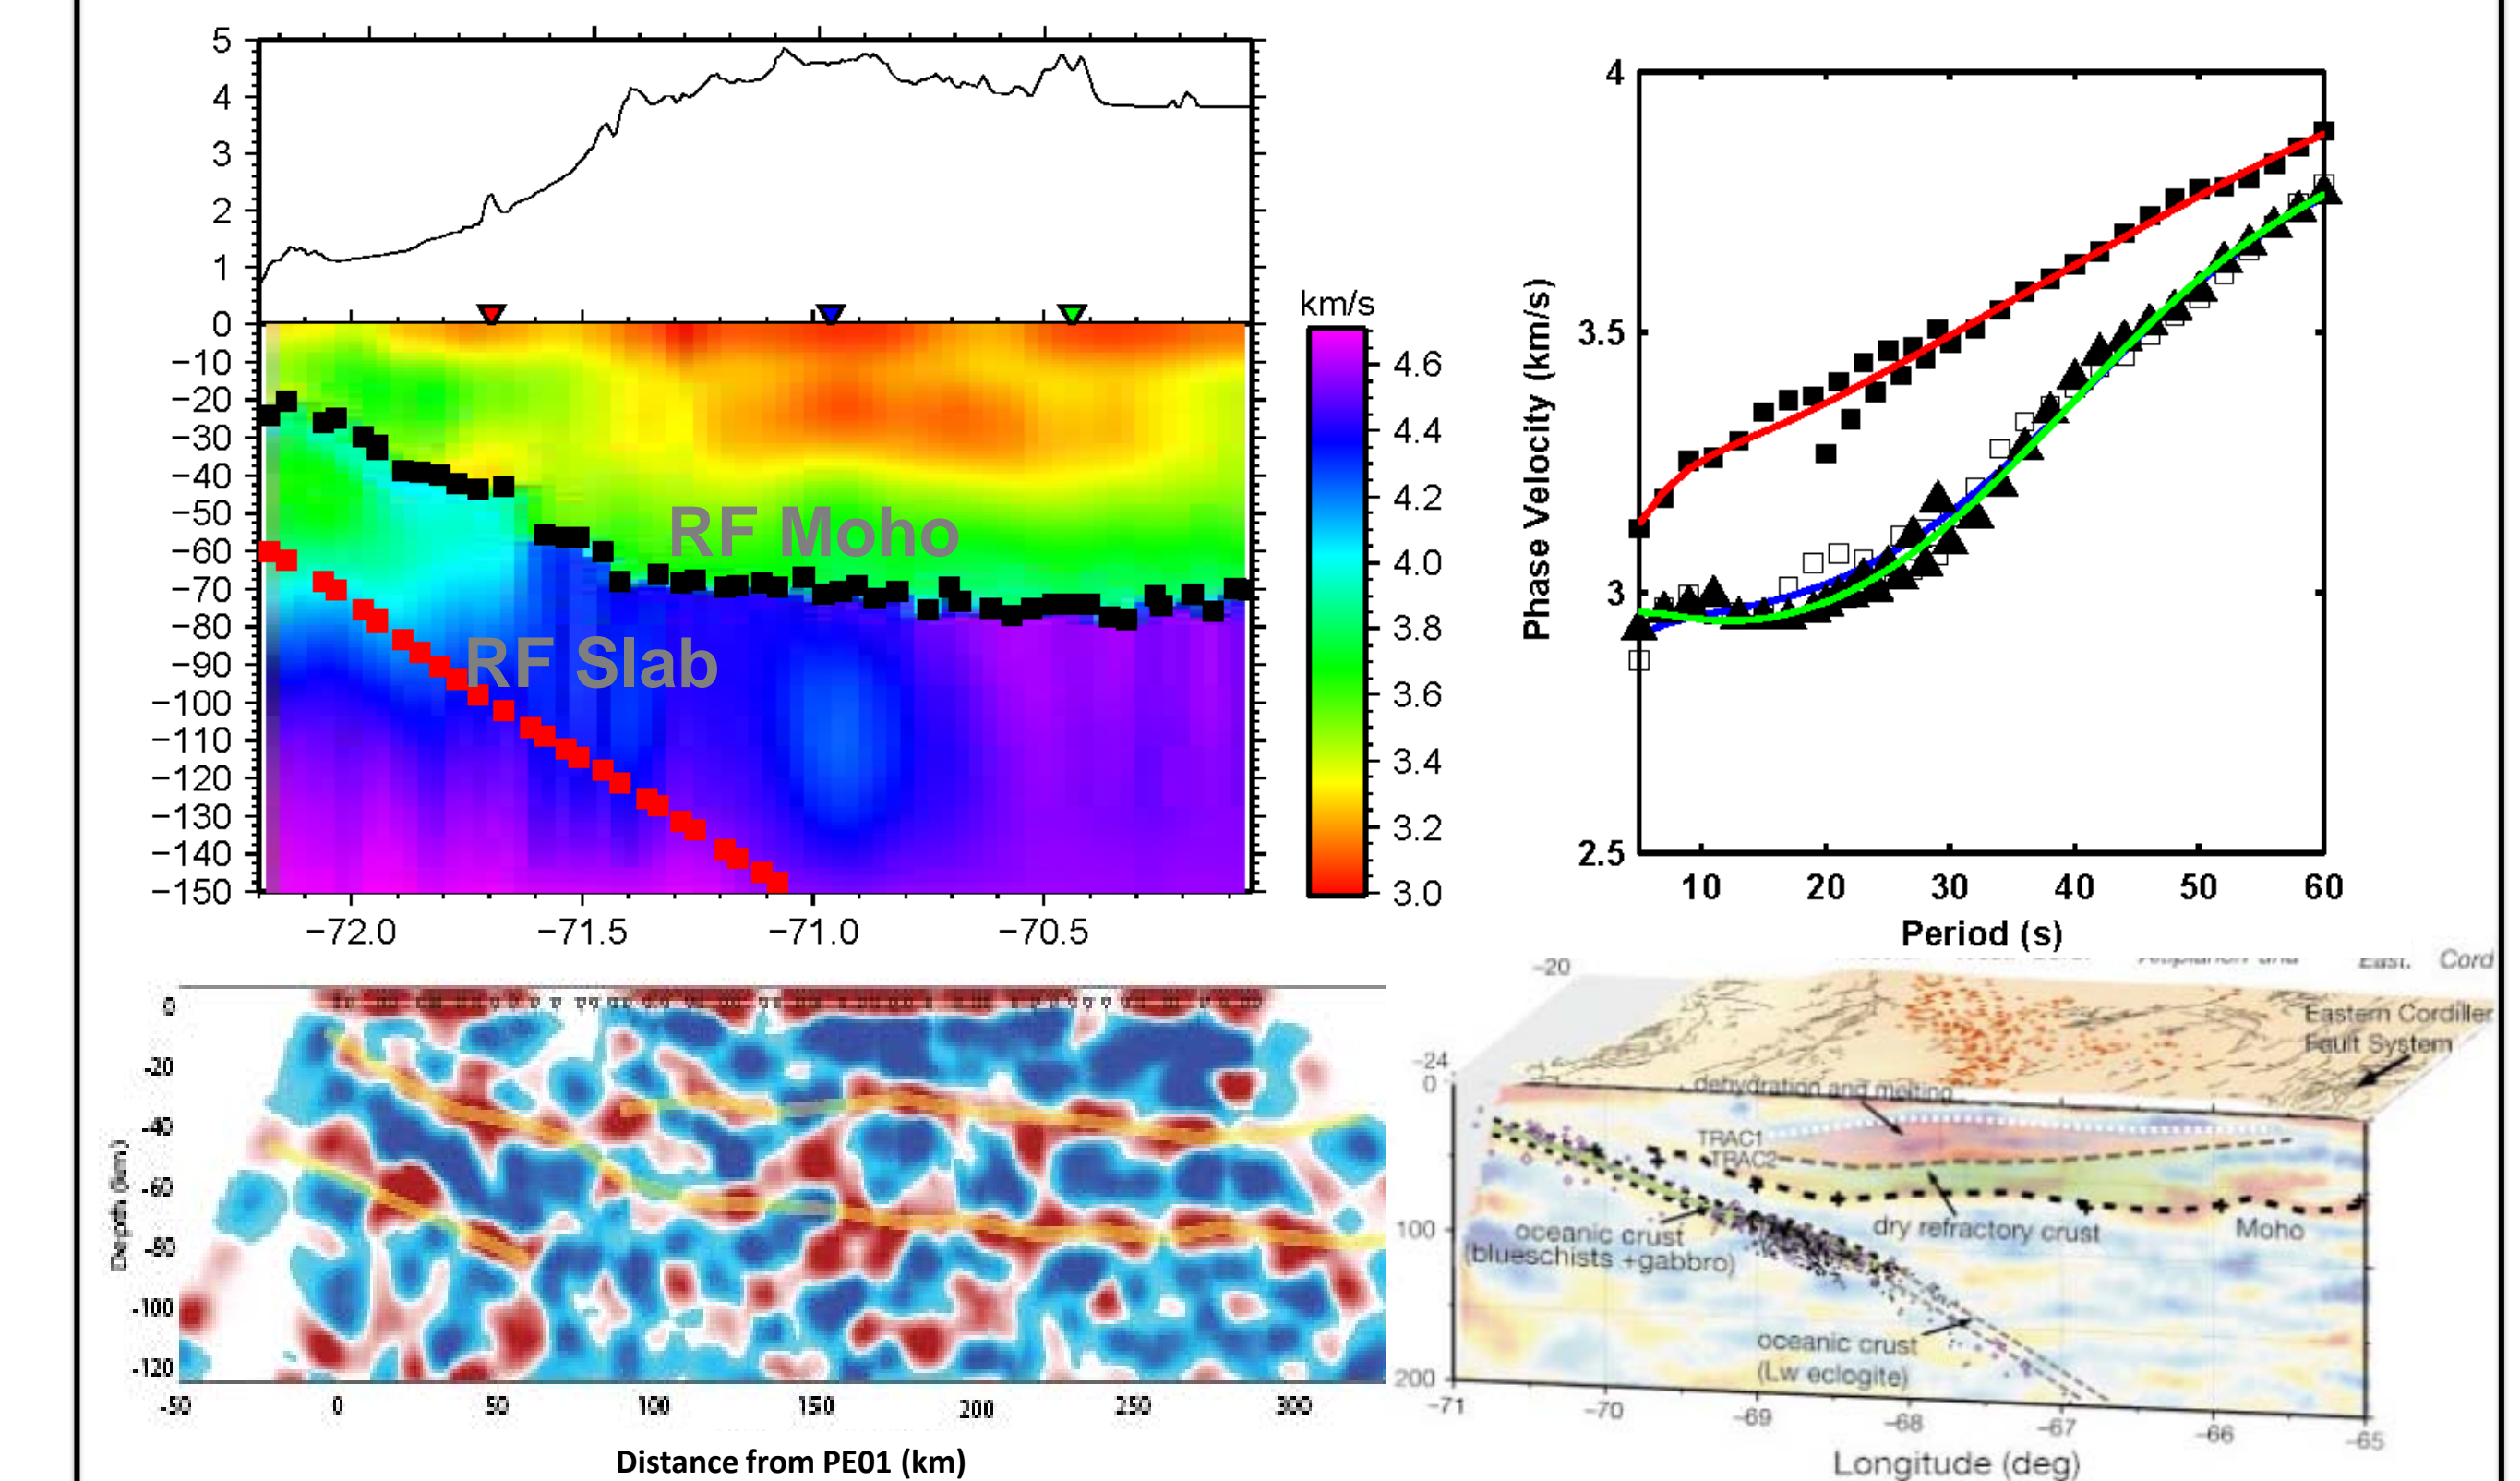 5
4
3
2
1
0
−10
−20
−30
−40
−50
−60
−70
−80
−90
−100
−110
−120
−130
−140
−150
RF Moho
RF Slab
−72.0
−71.5
−71.0
−70.5
km/s
4.6
4.4
4.2
4.0
3.8
3.6
3.4
3.2
3.0
Phase Velocity (km/s)
4
3.5
3
2.5
10 20 30 40 50 60
Period (s)
Depth (km)
0
-20
-40
-60
-80
-100
-120
-50 0 50 100 150 200 250 300
Distance from PE01 (km)
East. Cord
−20
−24
Eastern Cordiller
Fault System
0
100
200
dehydration and melting
TRAC1
TRAC2
oceanic crust
(blueschists +gabbro)
dry refractory crust
Moho
oceanic crust
(Lw eclogite)
−71 −70 −69 −68 −67 −66 −65
Longitude (deg)